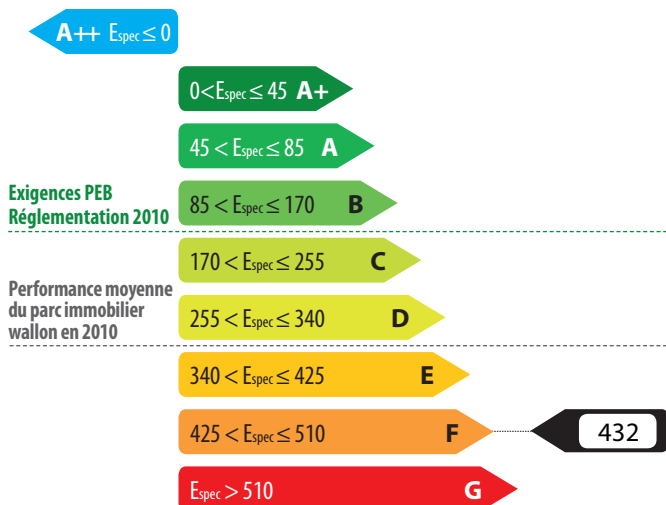 A++ Espec ≤ 0
0 < Espec ≤ 45 A+
45 < Espec ≤ 85 A
Exigences PEB
Réglementation 2010
85 < Espec ≤ 170 B
170 < Espec ≤ 255 C
Performance moyenne
du parc immobilier
wallon en 2010
255 < Espec ≤ 340 D
340 < Espec ≤ 425 E
425 < Espec ≤ 510 F
432
Espec > 510 G